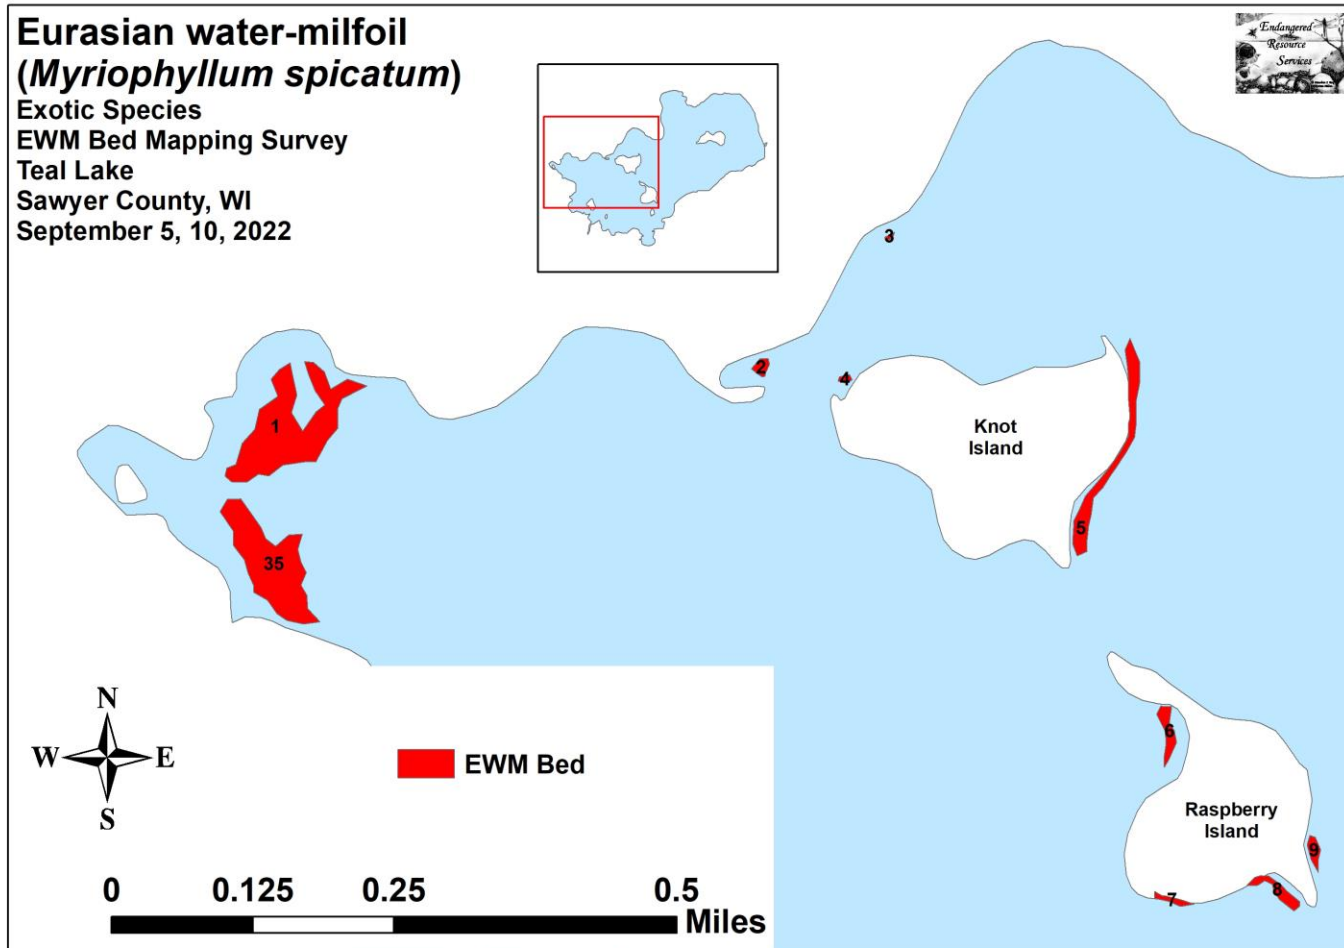 Eurasian water-milfoil
(Myriophyllum spicatum)
Exotic Species
EWM Bed Mapping Survey
Teal Lake
Sawyer County, WI
September 5, 10, 2022
Endangered
Resource
Services
3
2
4
1
Knot
Island
5
35
6
N
W E
S
EWM Bed
Raspberry
Island
9
8
7
0 0.125 0.25 0.5
Miles